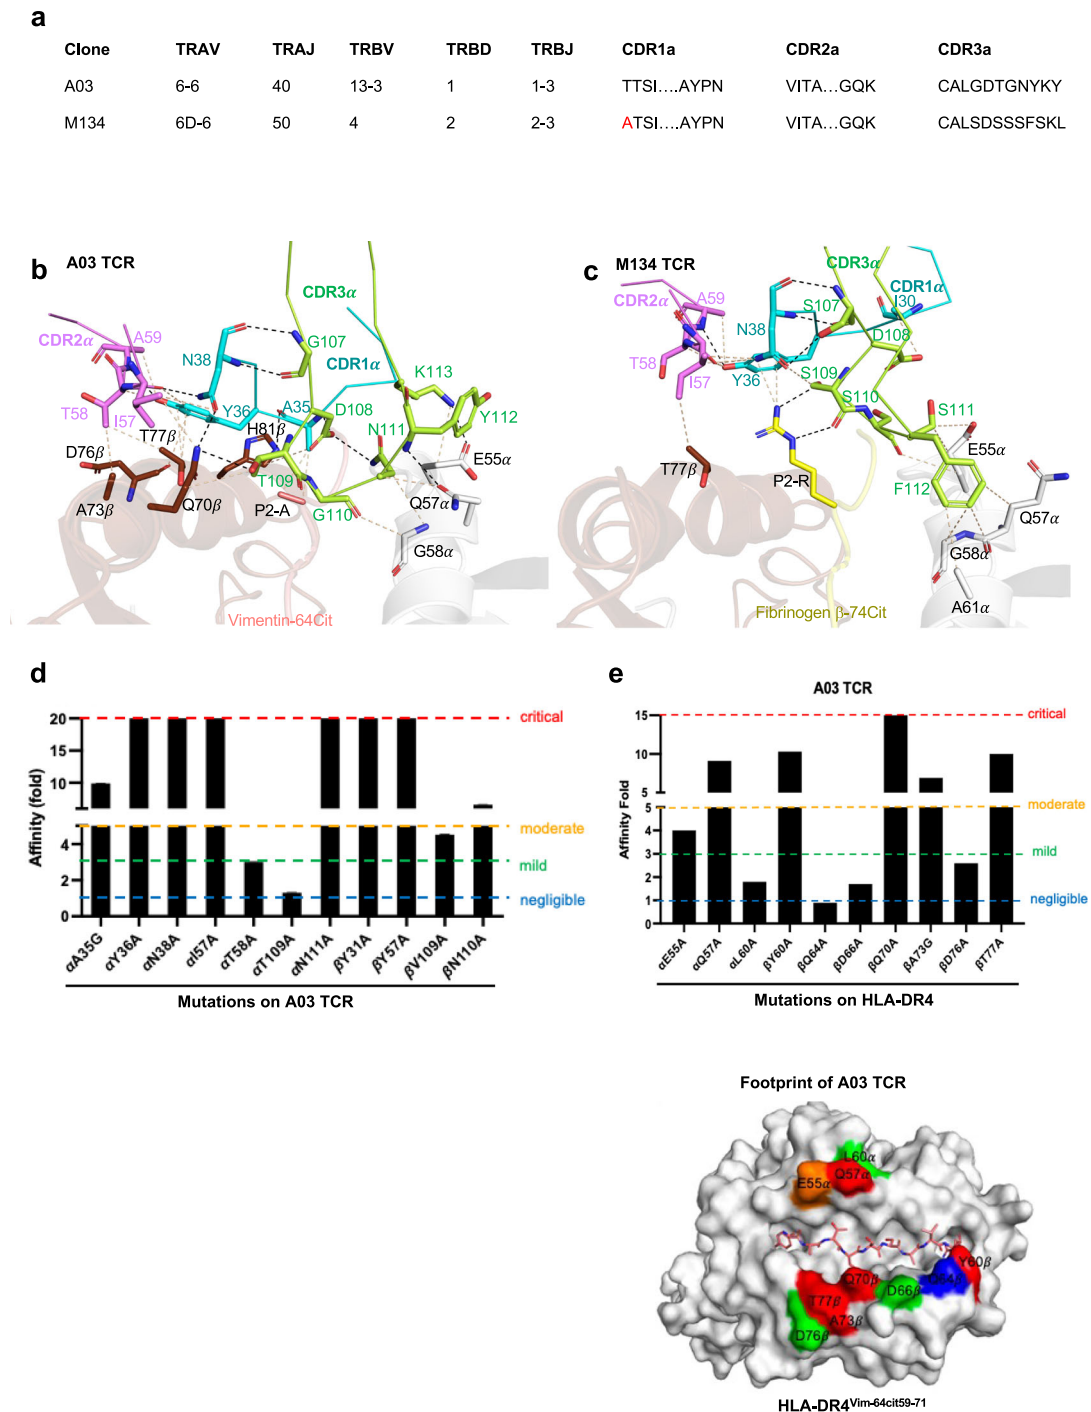 a
Clone TRAV TRAJ TRBV TRBD TRBJ CDR1a CDR2a CDR3a
A03 6-6 40 13-3 1 1-3 TTSI....AYPN VITA...GQK CALGDTGNYKY
M134 6D-6 50 4 2 2-3 ATSI....AYPN VITA...GQK CALSDSSSFSKL
b A03 TCR
CDR3α
CDR2α
A59
G107
N38
CDR1α
K113
T58
I57
Y36
A35
D108
Y112
T77β
H81β
N111
D76β
E55α
T109
A73β
Q70β
P2-A
Q57α
G110
G58α
Vimentin-64Cit
c M134 TCR
CDR3α
CDR2α
A59
CDR1α
I30
S107
N38
D108
T58
I57
Y36
S109
S110
S111
E55α
T77β
P2-R
F112
Q57α
G58α
A61α
Fibrinogen β-74Cit
d
Affinity (fold)
20
15
10
4
2
0
critical
moderate
mild
negligible
αA35G αY36A αN38A αI57A αT58A αT109A αN111A βY31A βY57A βV109A βN110A
Mutations on A03 TCR
e
A03 TCR
Affinity Fold
15
10
5
5
4
3
2
1
0
critical
moderate
mild
negligible
αE55A αQ57A αL60A βY60A βQ64A βD66A βQ70A βA73G βD76A βT77A
Mutations on HLA-DR4
Footprint of A03 TCR
L60α
Q57α
E55α
Y60β
Q64β
Q70β
D66β
T77β
A73β
D76β
HLA-DR4Vim-64cit59-71